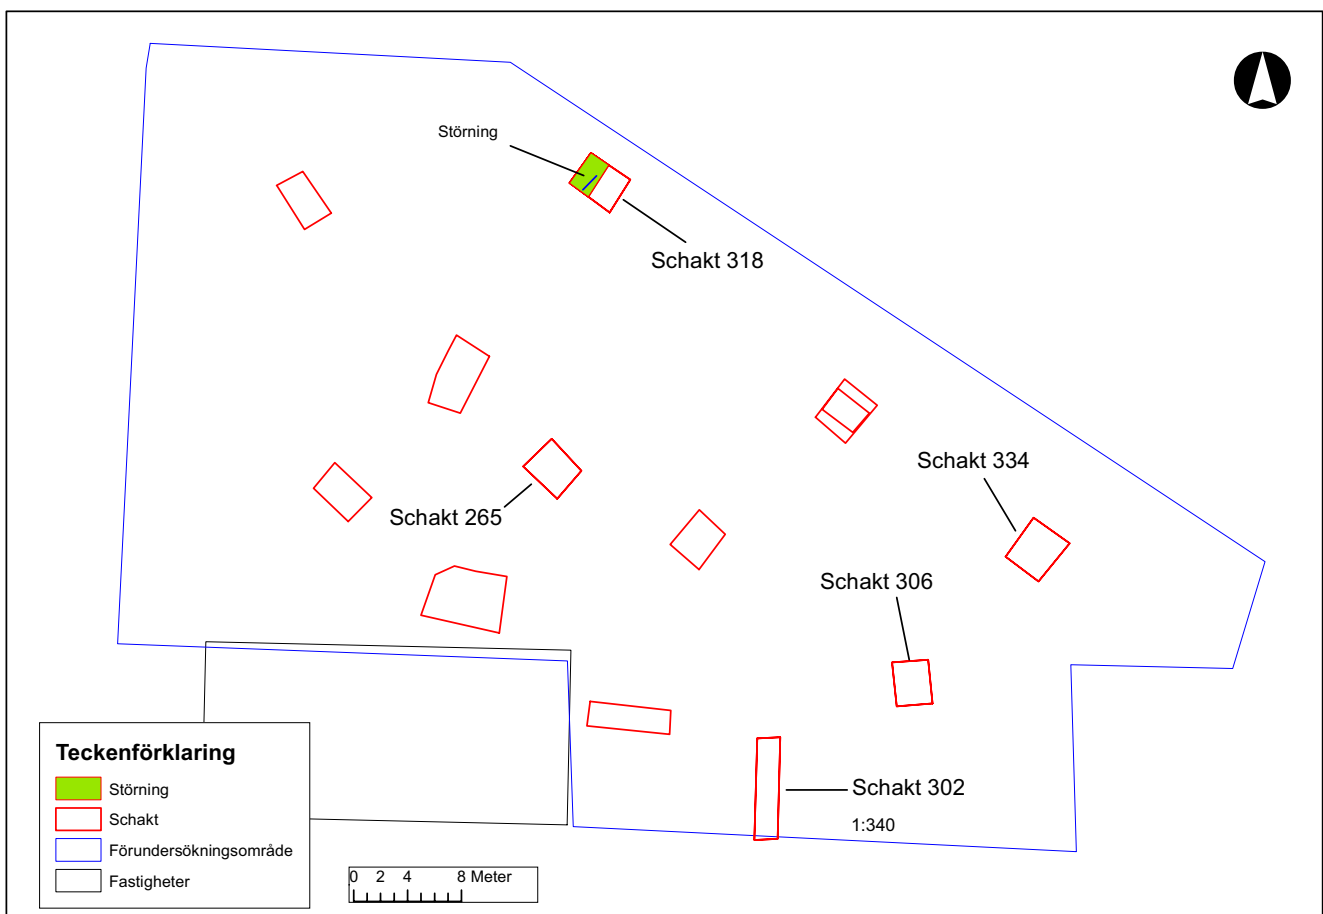 Störning
Schakt 318
Schakt 334
Schakt 265
Schakt 306
Schakt 302
1:340
Teckenförklaring
Störning
Schakt
Förundersökningsområde
Fastigheter
0 2 4 8 Meter